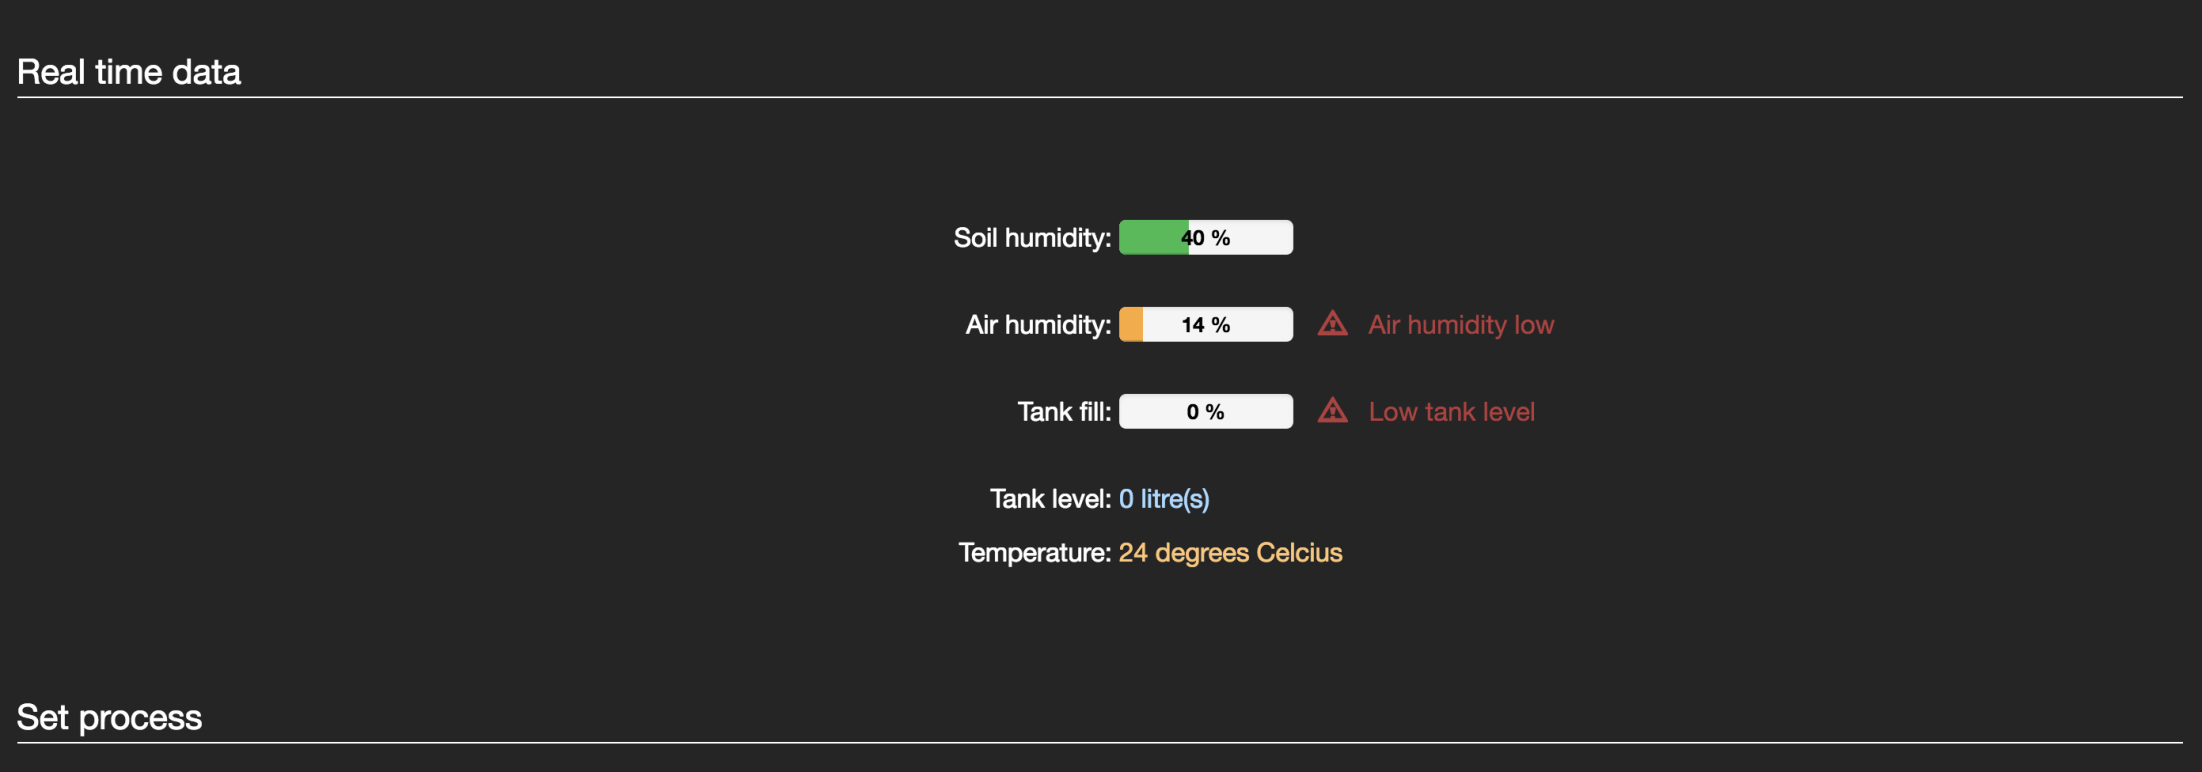 Real time data
Soil humidity: 40 %
Air humidity: 14 % Air humidity low
Tank fill: 0 % Low tank level
Tank level: 0 litre(s)
Temperature: 24 degrees Celcius
Set process